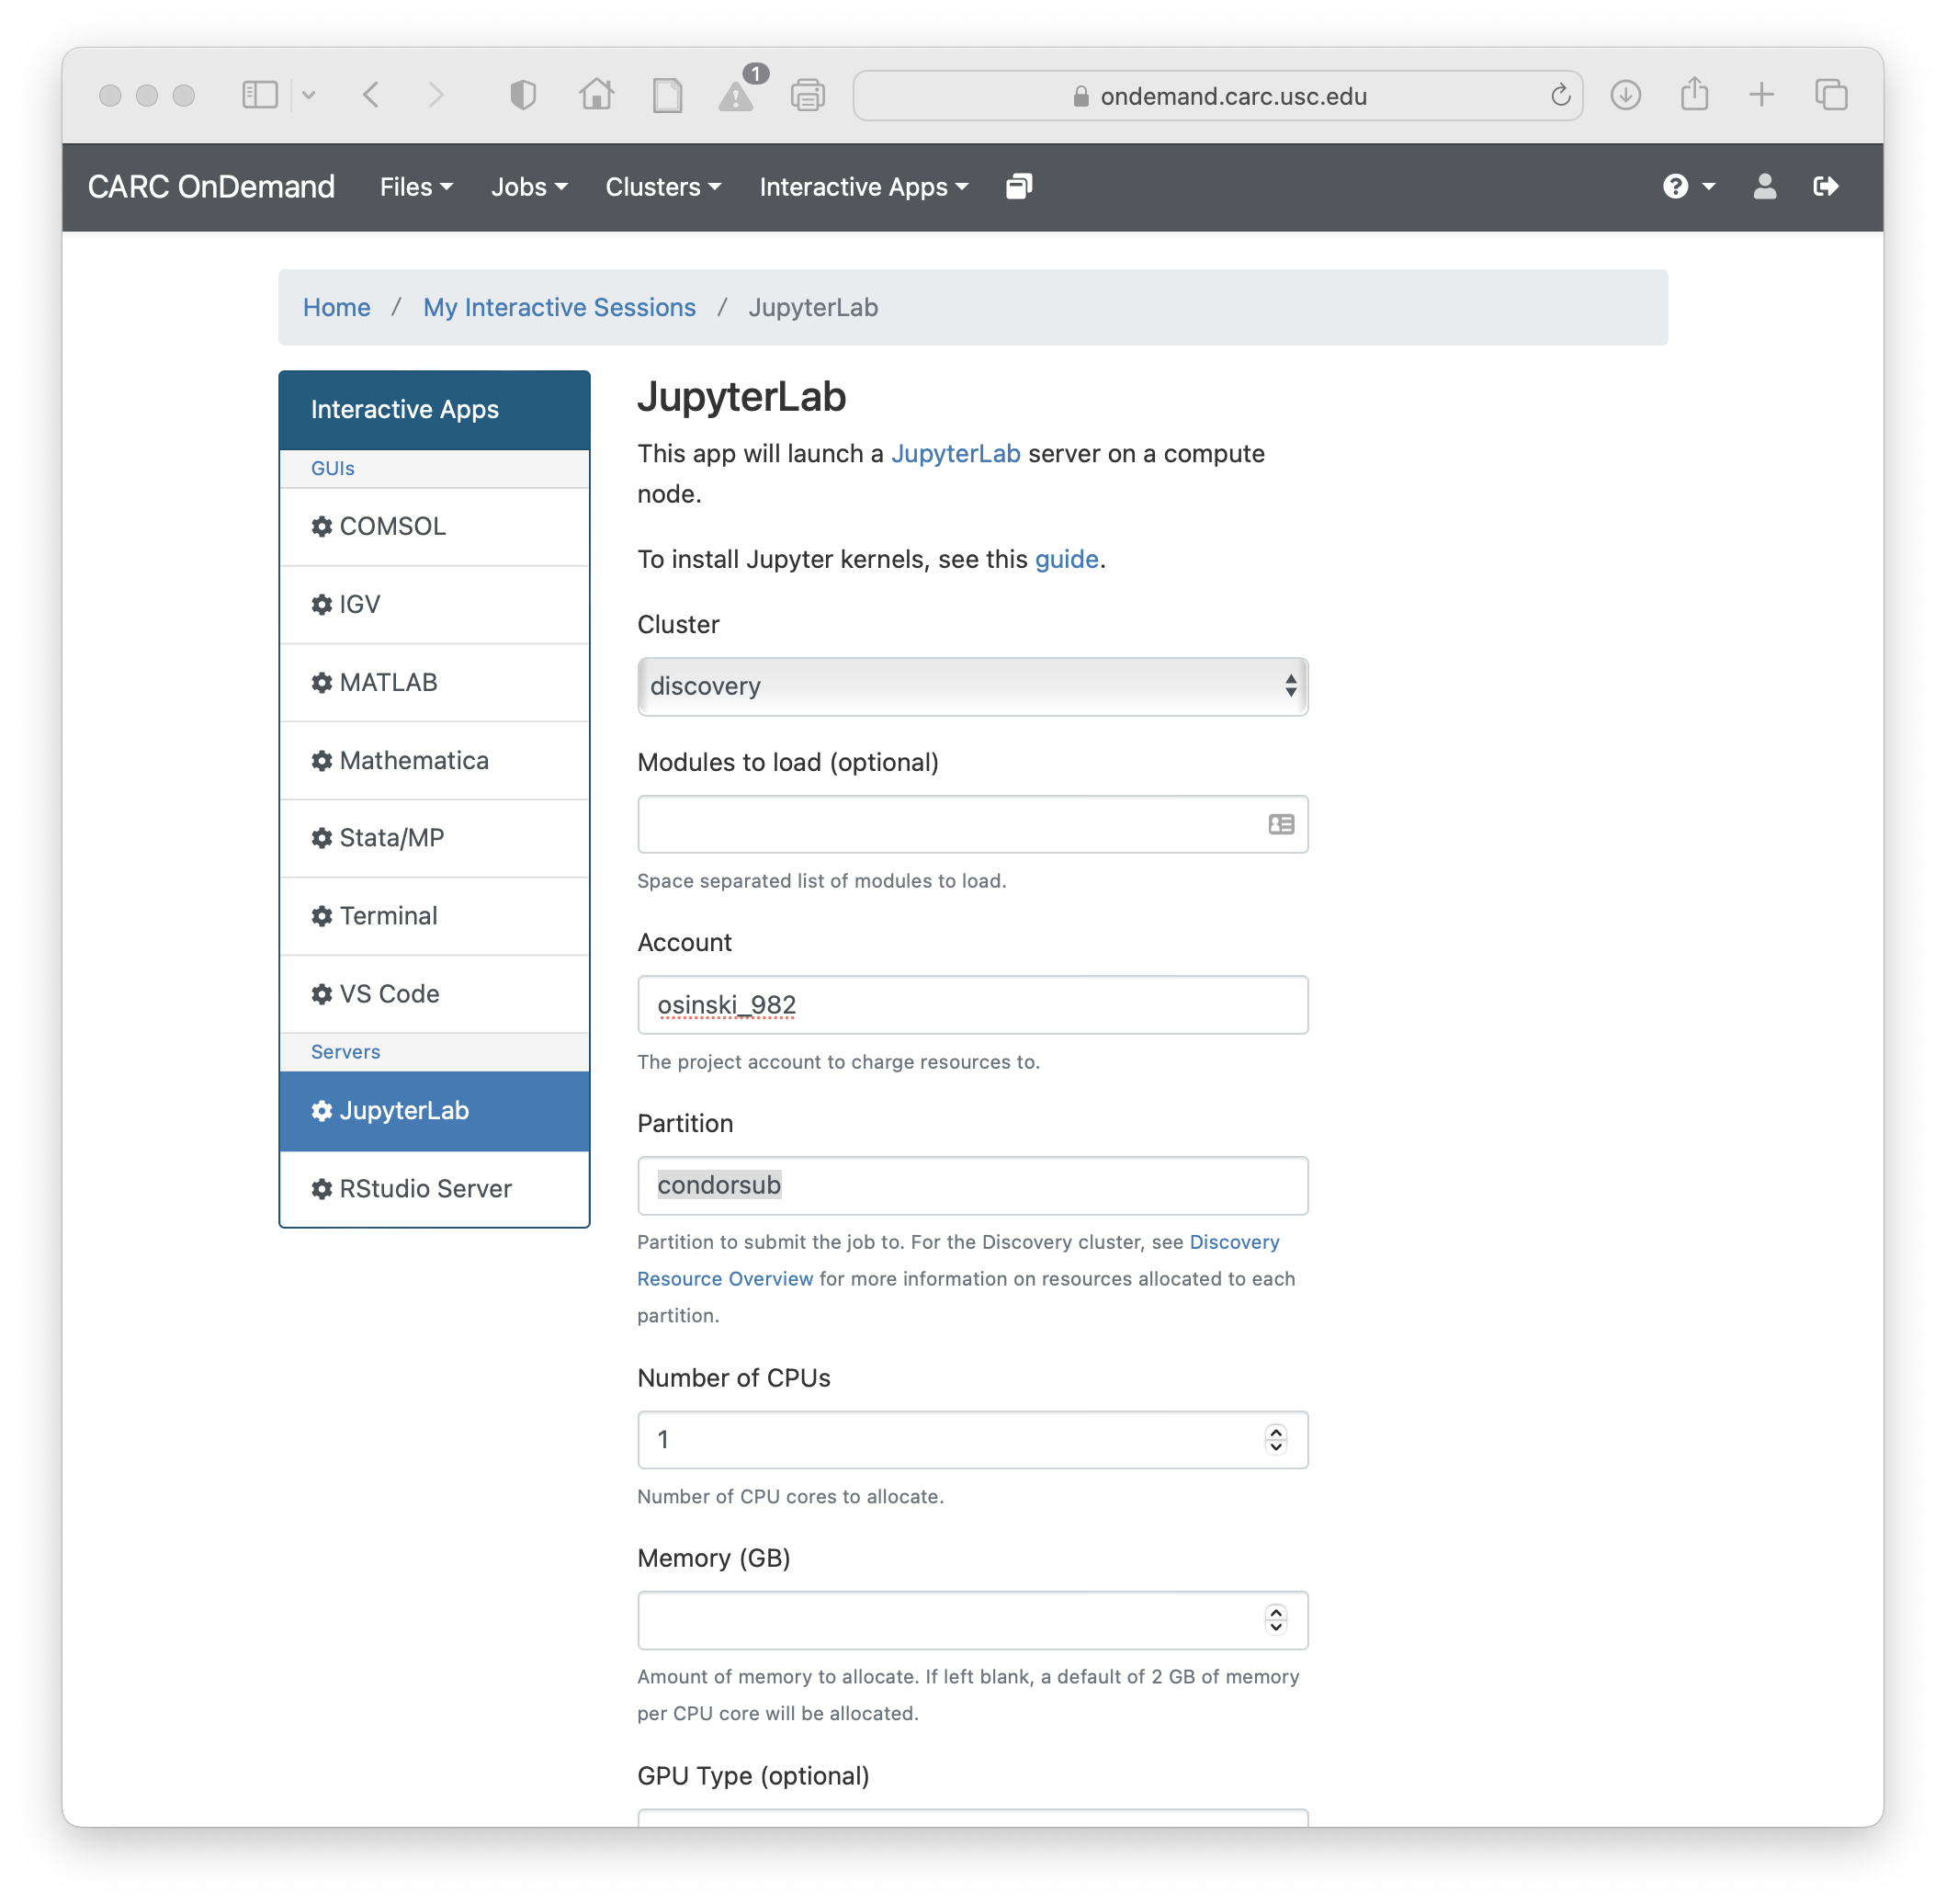 1
ondemand.carc.usc.edu
CARC OnDemand Files Jobs Clusters Interactive Apps
Home / My Interactive Sessions / JupyterLab
Interactive Apps
GUIs
COMSOL
IGV
MATLAB
Mathematica
Stata/MP
Terminal
VS Code
Servers
JupyterLab
RStudio Server
JupyterLab
This app will launch a JupyterLab server on a compute
node.
To install Jupyter kernels, see this guide.
Cluster
discovery
Modules to load (optional)
Space separated list of modules to load.
Account
osinski_982
The project account to charge resources to.
Partition
condorsub
Partition to submit the job to. For the Discovery cluster, see Discovery
Resource Overview for more information on resources allocated to each
partition.
Number of CPUs
1
Number of CPU cores to allocate.
Memory (GB)
Amount of memory to allocate. If left blank, a default of 2 GB of memory
per CPU core will be allocated.
GPU Type (optional)